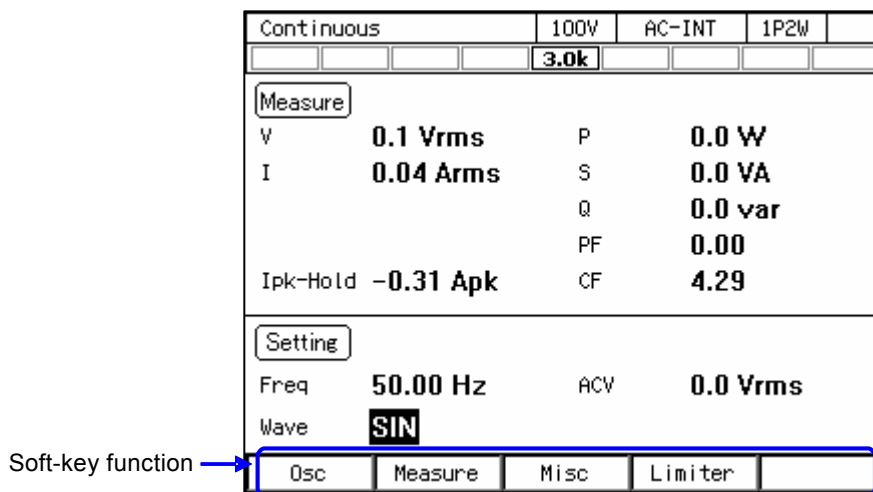 Continuous 100V AC-INT 1P2W
3.0k
Measure
V 0.1 Vrms P 0.0 W
I 0.04 Arms S 0.0 VA
Q 0.0 var
PF 0.00
Ipk-Hold -0.31 Apk CF 4.29
Setting
Freq 50.00 Hz ACV 0.0 Vrms
Wave SIN
Soft-key function
Osc Measure Misc Limiter